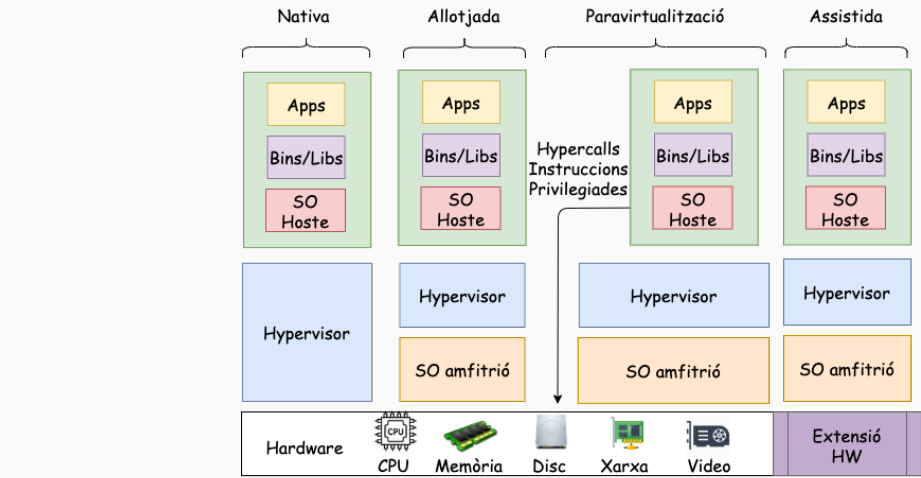 Nativa
Allotjada
Paravirtualització
Assistida
Apps
Bins/Libs
SO
Hoste
Apps
Bins/Libs
SO
Hoste
Hypercalls
Instruccions
Privilegiades
Apps
Bins/Libs
SO
Hoste
Apps
Bins/Libs
SO
Hoste
Hypervisor
Hypervisor
SO amfitrió
Hypervisor
SO amfitrió
Hypervisor
SO amfitrió
Hardware
CPU
CPU
Memòria
Disc
Xarxa
Video
Extensió
HW